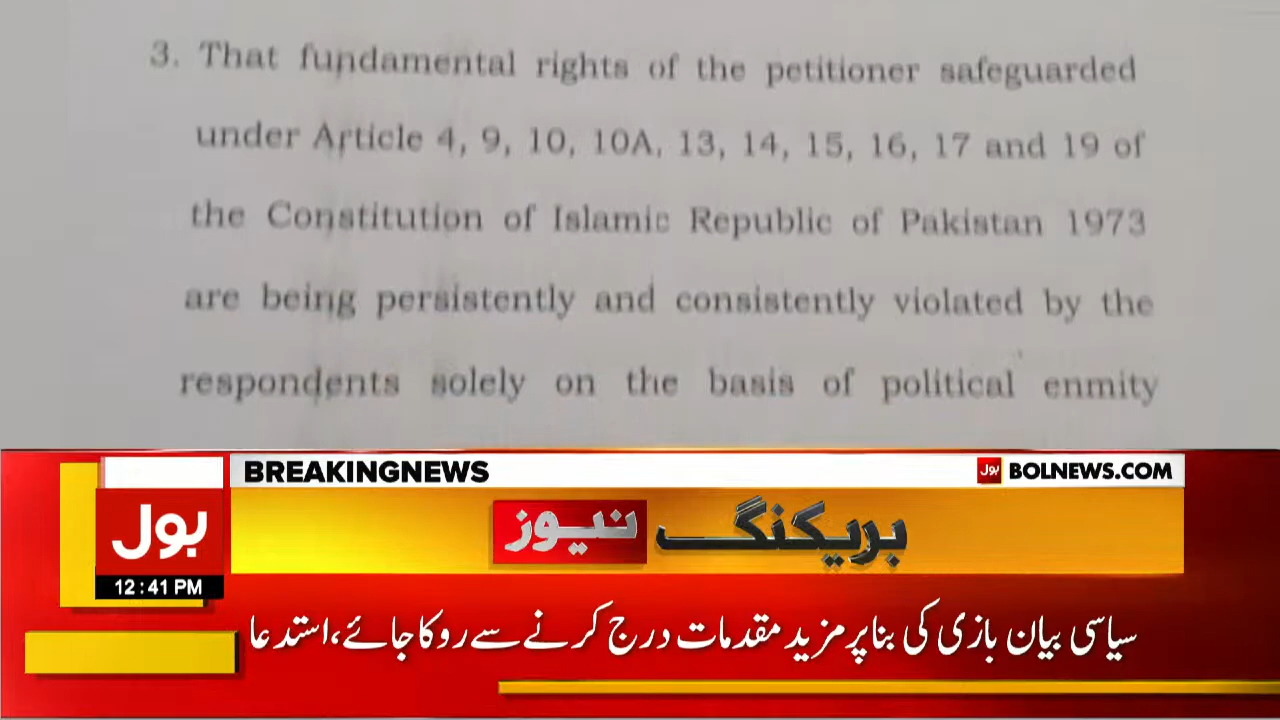 3. That fundamental rights of the petitioner safeguarded
under Article 4, 9, 10, 10A, 13, 14, 15, 16, 17 and 19 of
the Constitution of Islamic Republic of Pakistan 1973
are being persistently and consistently violated by the
respondents solely on the basis of political enmity
BREAKINGNEWS
بول BOLNEWS.COM
بول
بریکنگ نیوز
12:41 PM
سیاسی بیان بازی کی بنا پر مزید مقدمات درج کرنے سے روکا جائے، استدعا